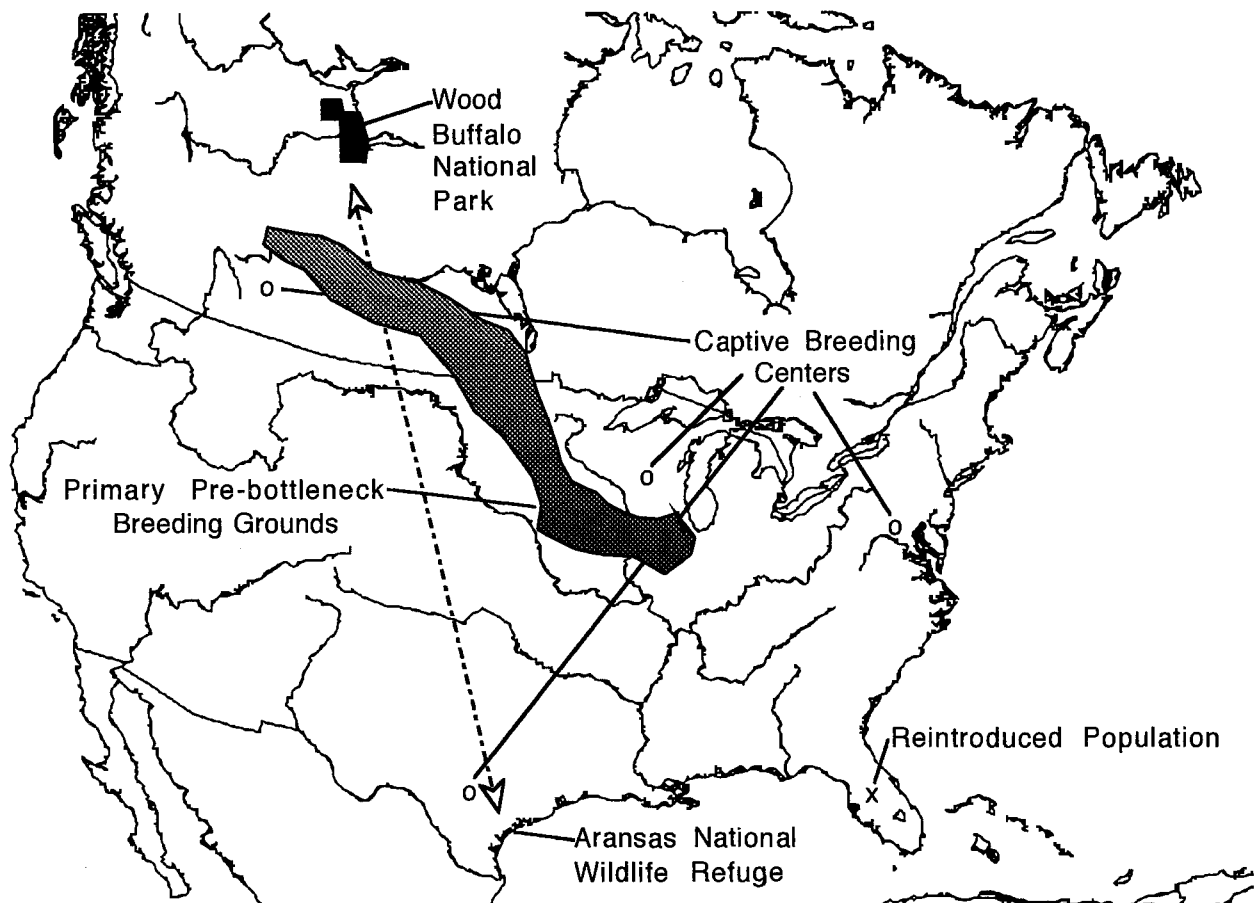 Wood
Buffalo
National
Park
o
Captive Breeding
Centers
o
Primary Pre-bottleneck
Breeding Grounds
o
Reintroduced Population
x
o
Aransas National
Wildlife Refuge